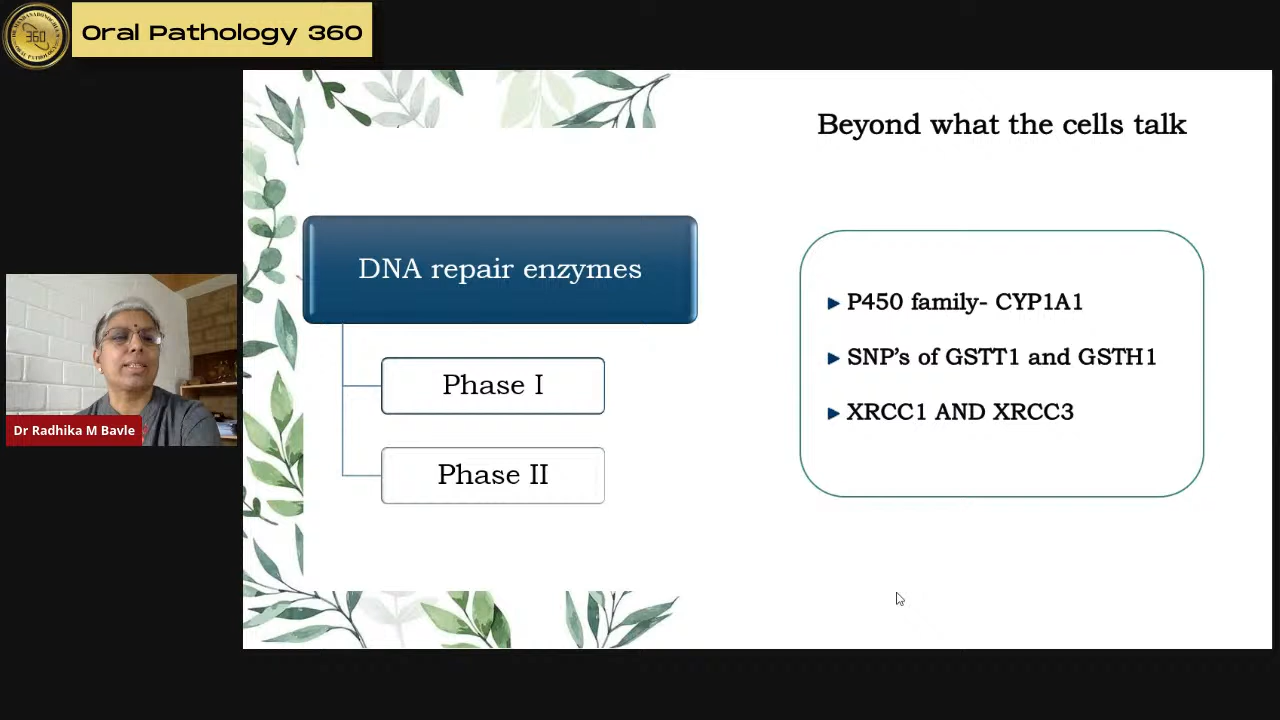 360
Oral Pathology 360
Beyond what the cells talk
DNA repair enzymes
Phase I
Phase II
P450 family- CYP1A1
SNP's of GSTT1 and GSTH1
XRCC1 AND XRCC3
Dr Radhika M Bavle